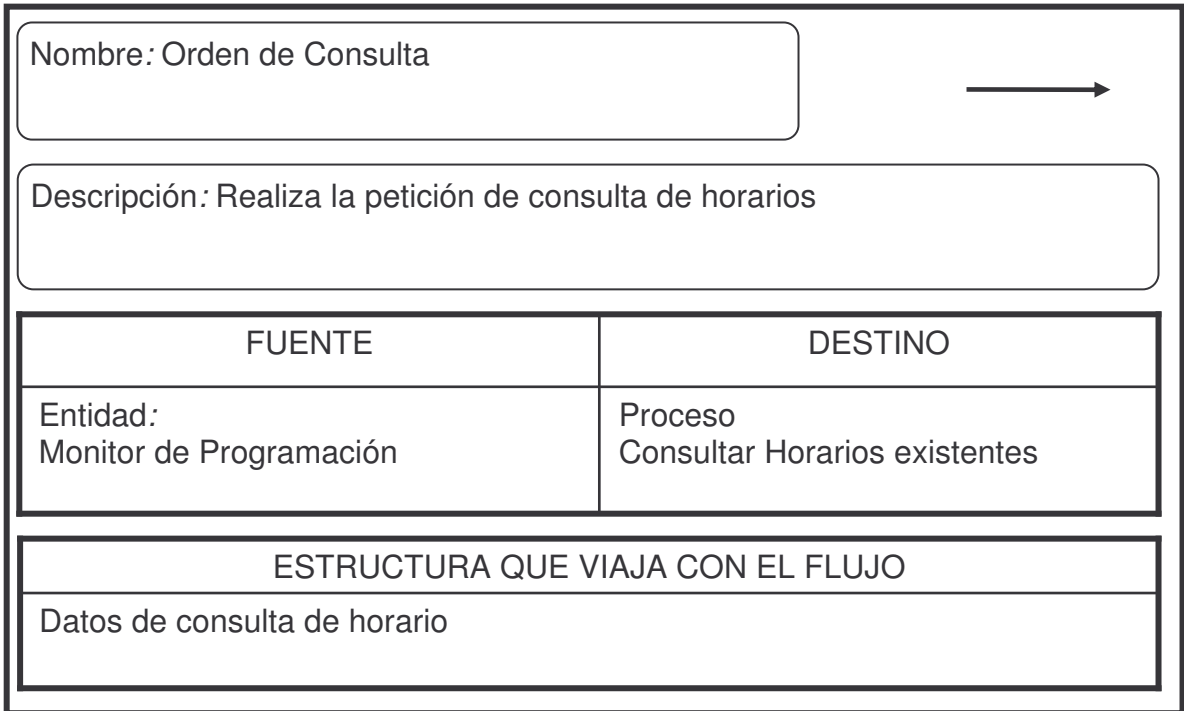 Nombre: Orden de Consulta
Descripción: Realiza la petición de consulta de horarios
FUENTE
DESTINO
Entidad:
Monitor de Programación
Proceso
Consultar Horarios existentes
ESTRUCTURA QUE VIAJA CON EL FLUJO
Datos de consulta de horario